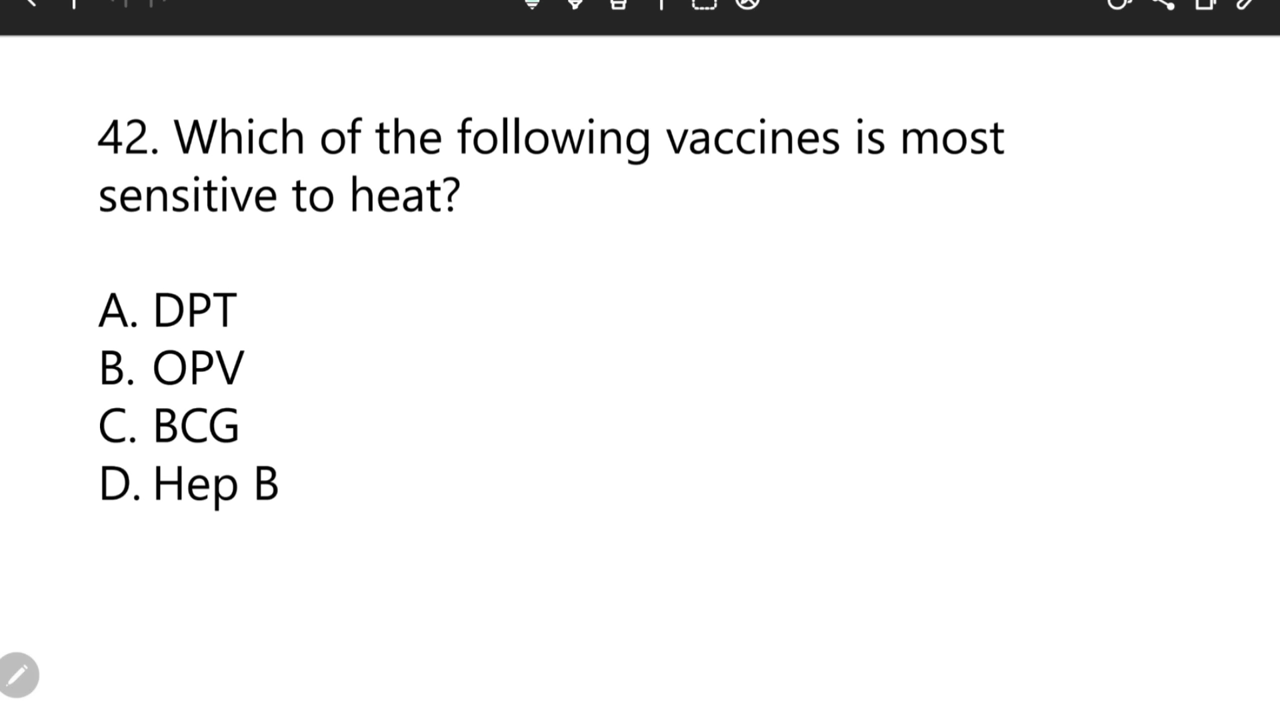 42. Which of the following vaccines is most
sensitive to heat?
A. DPT
B. OPV
C. BCG
D. Hep B